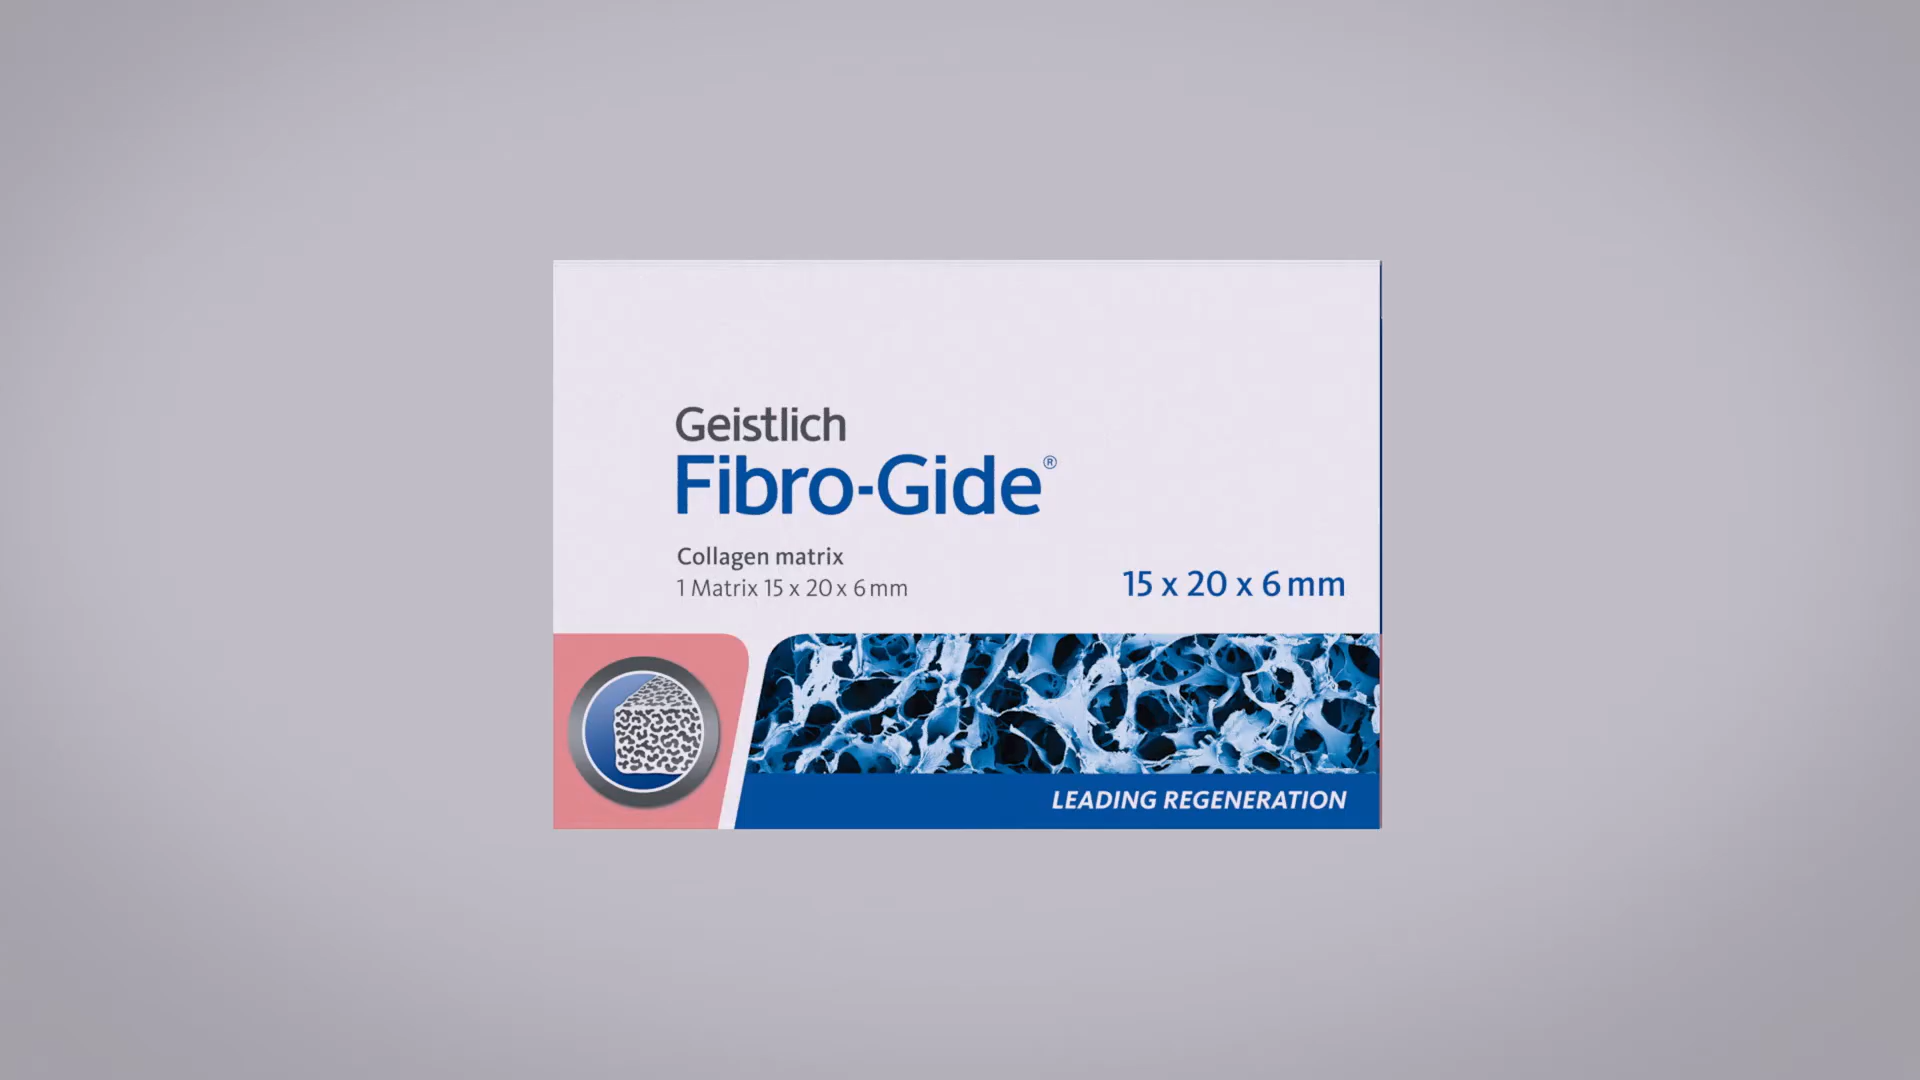 Geistlich
Fibro-Gide®
Collagen matrix
1 Matrix 15 x 20 x 6 mm
15 x 20 x 6 mm
LEADING REGENERATION